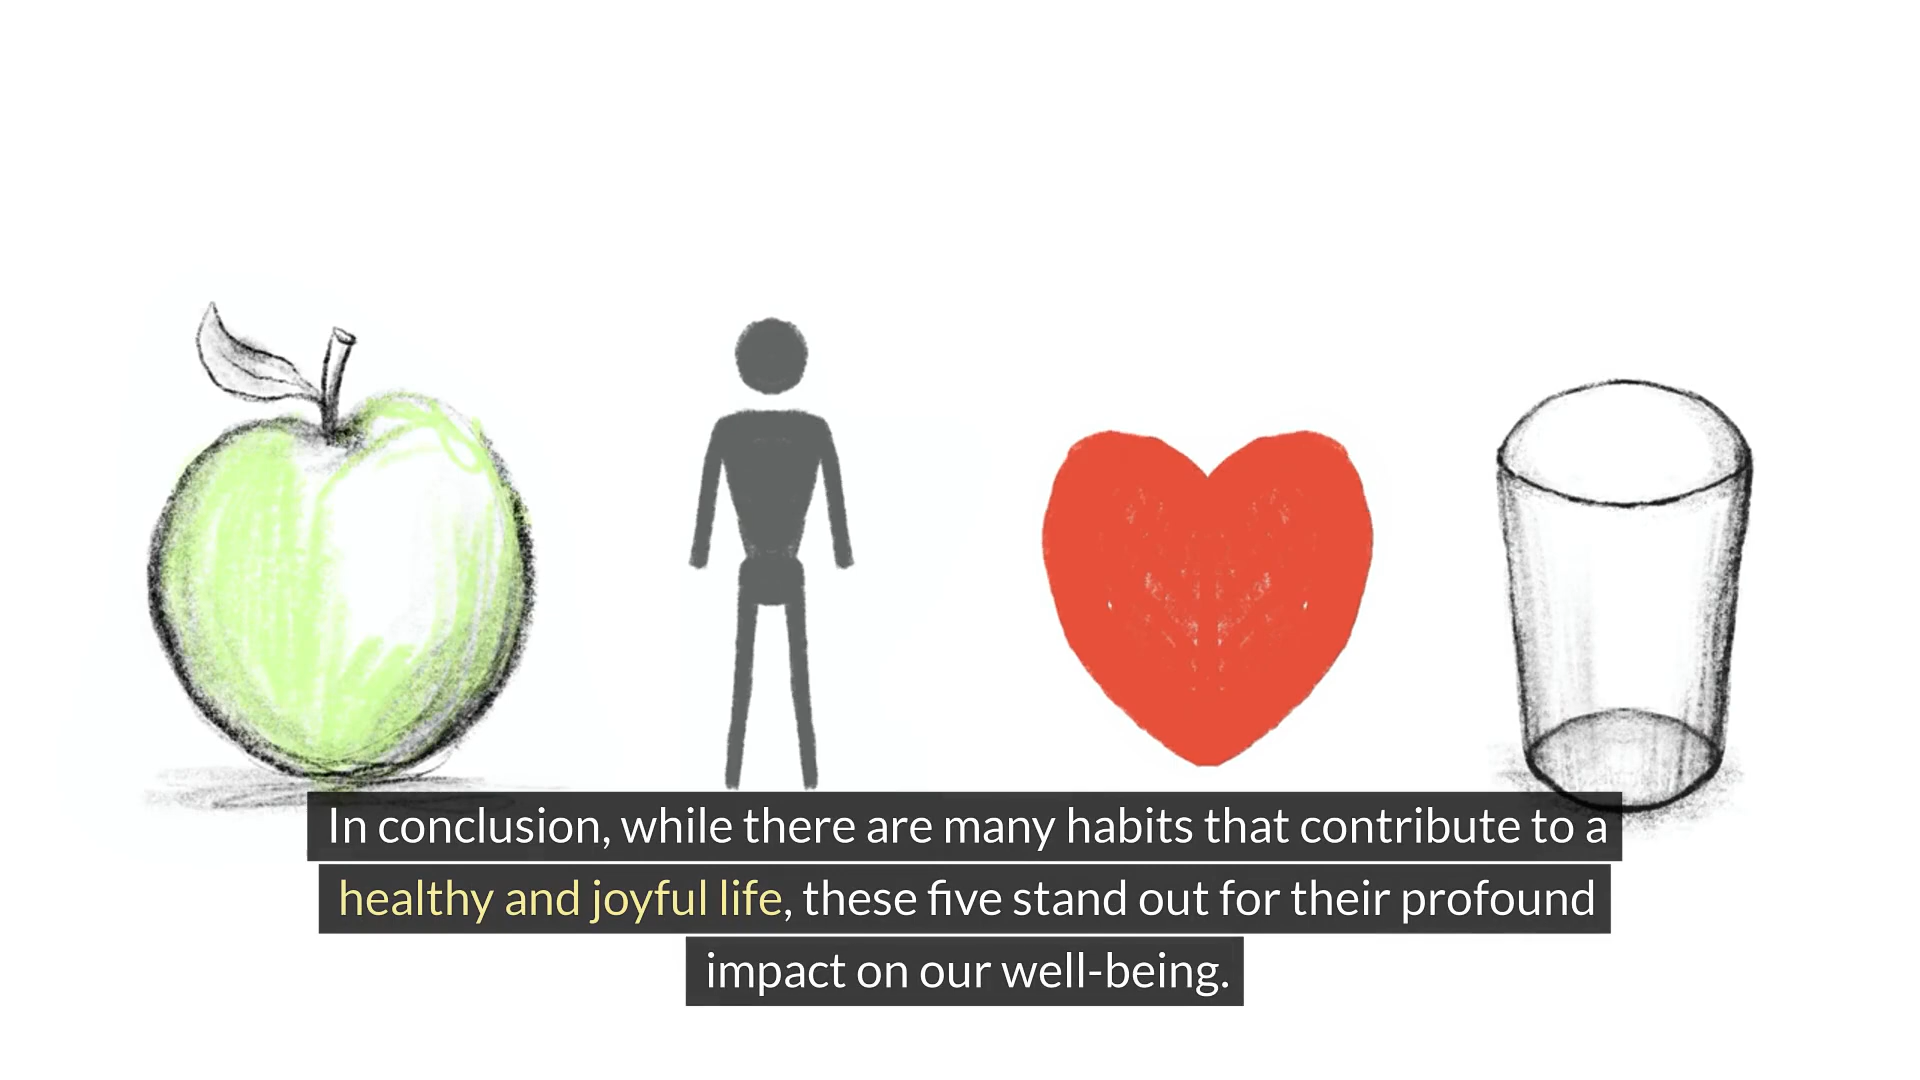 In conclusion, while there are many habits that contribute to a
healthy and joyful life, these five stand out for their profound
impact on our well-being.